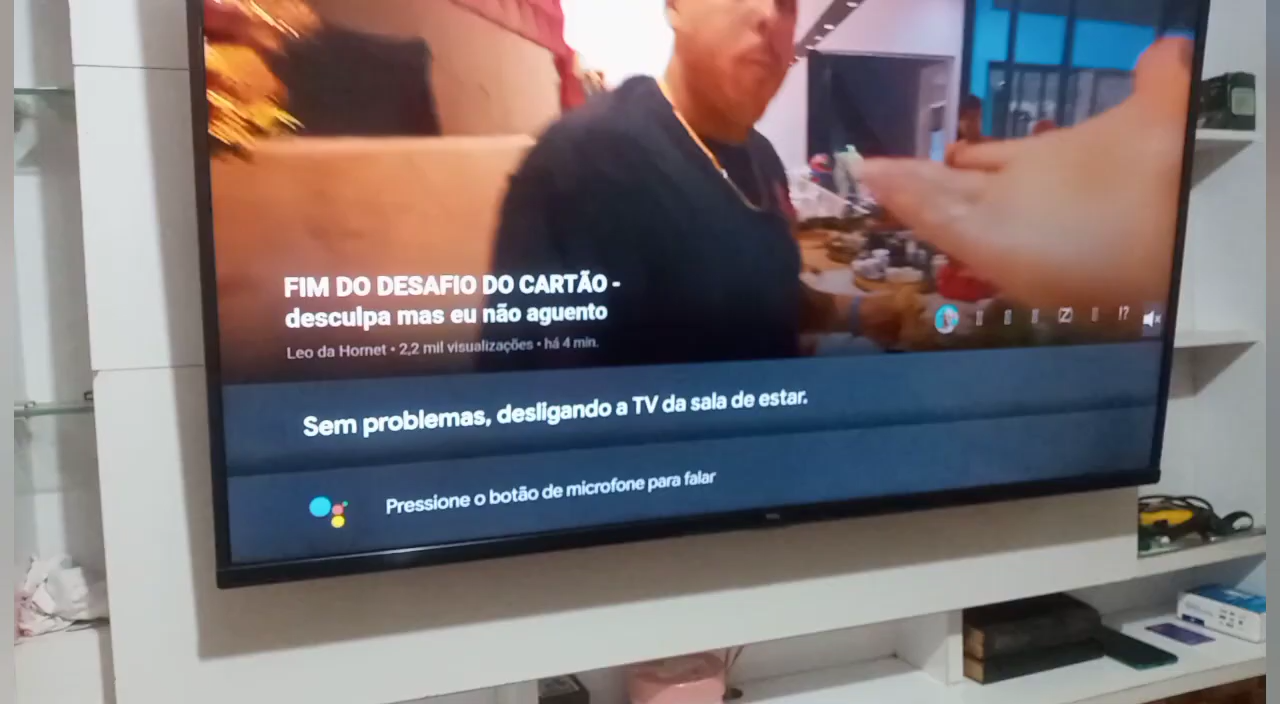 FIM DO DESAFIO DO CARTÃO -
desculpa mas eu não aguento
Leo da Hornet • 2,2 mil visualizações • há 4 min.
!?
Sem problemas, desligando a TV da sala de estar.
Pressione o botão de microfone para falar